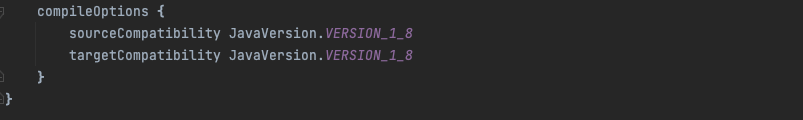 compileOptions {
sourceCompatibility JavaVersion.VERSION_1_8
targetCompatibility JavaVersion.VERSION_1_8
}
}